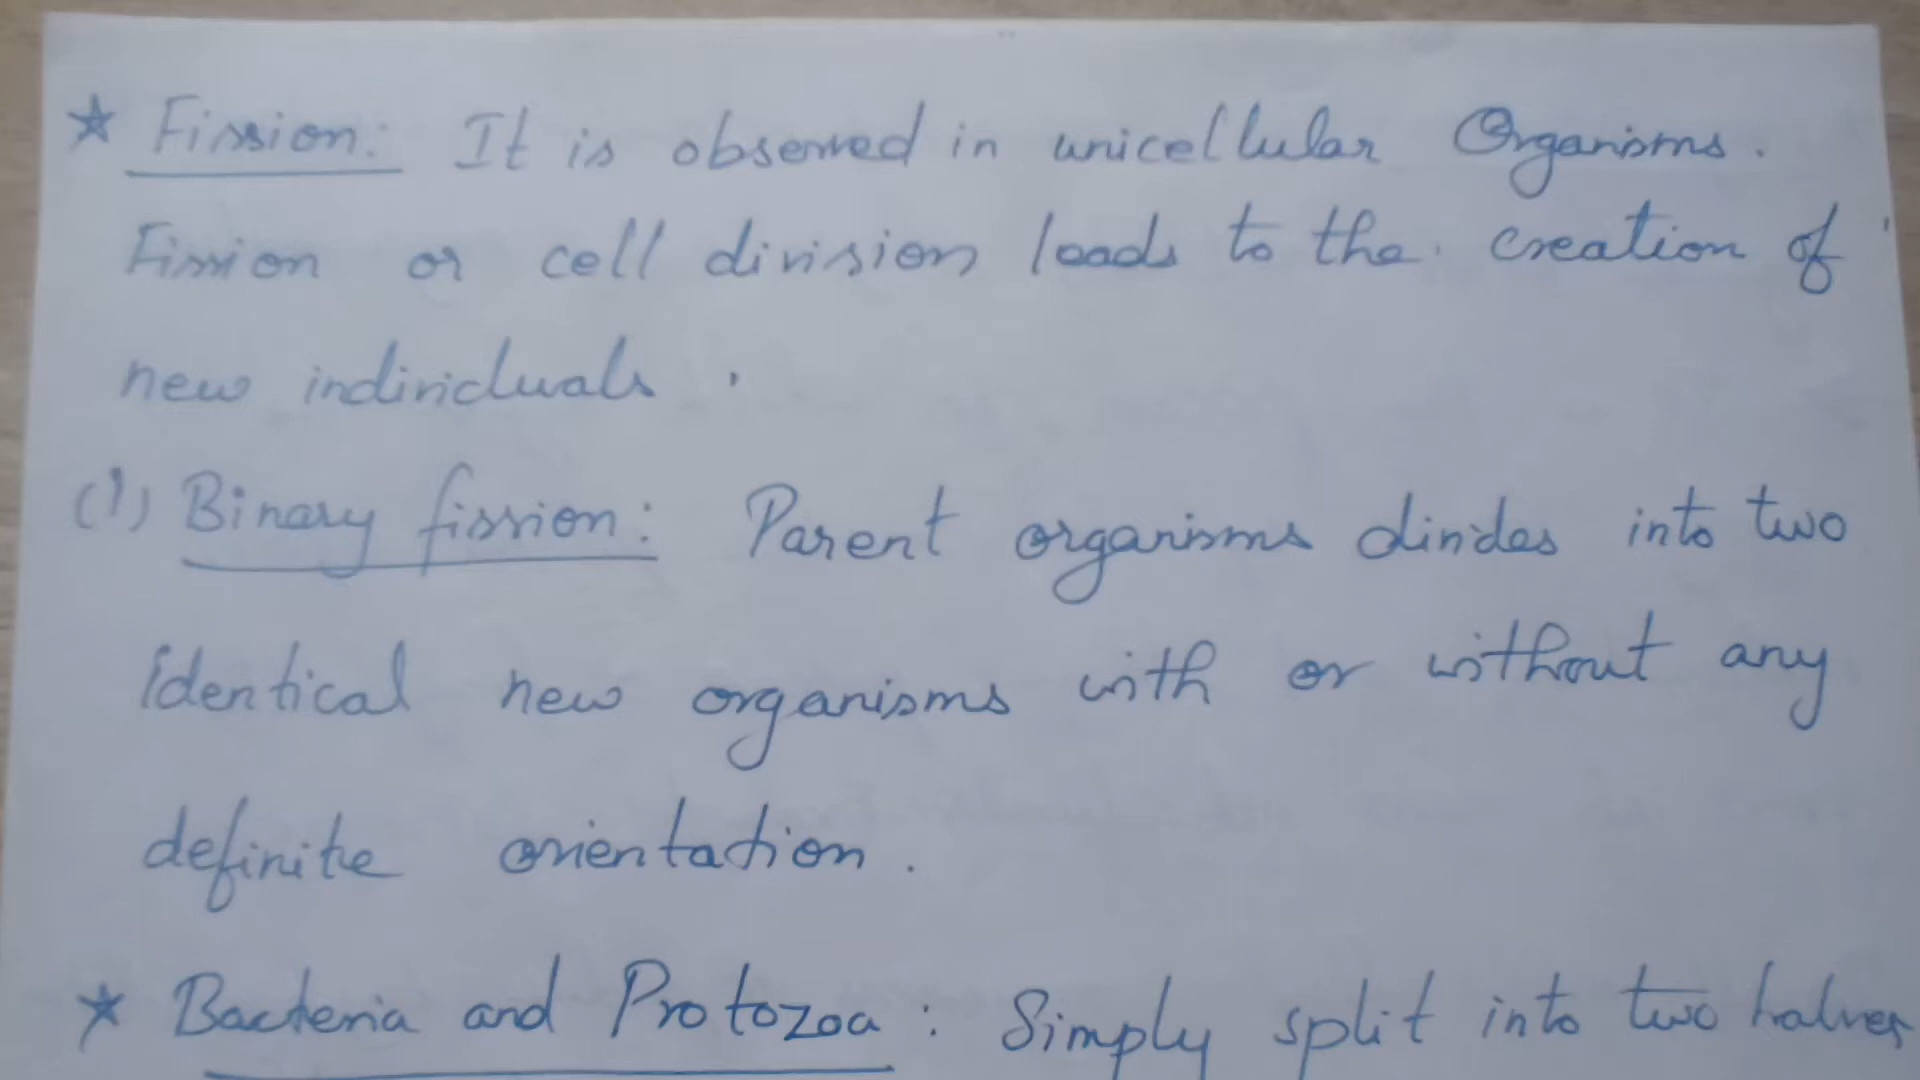 ★ Fission: It is observed in unicellular Organisms.
Fission or cell division leads to the creation of
new individuals.
(1) Binary fission: Parent organisms divides into two
identical new organisms with or without any
definite orientation.
★ Bacteria and Protozoa: Simply split into two halves